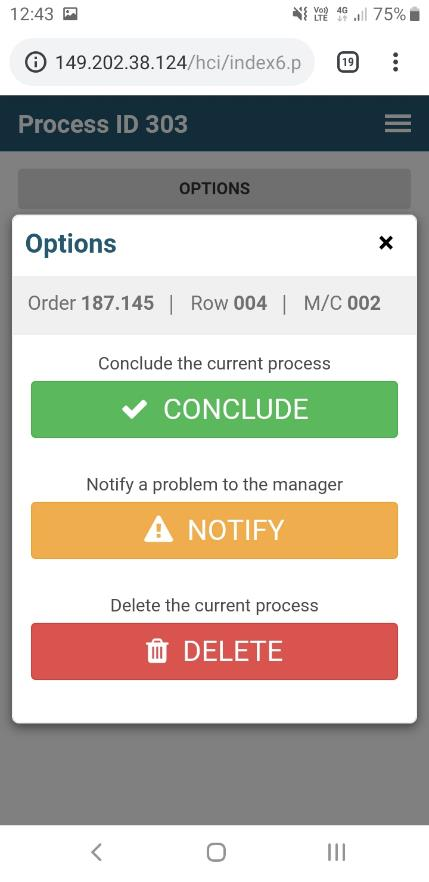 12:43 Vo)) LTE 4G 75%
149.202.38.124/hci/index6.p 19
Process ID 303
OPTIONS
Options ×
Order 187.145 | Row 004 | M/C 002
Conclude the current process
CONCLUDE
Notify a problem to the manager
NOTIFY
Delete the current process
DELETE